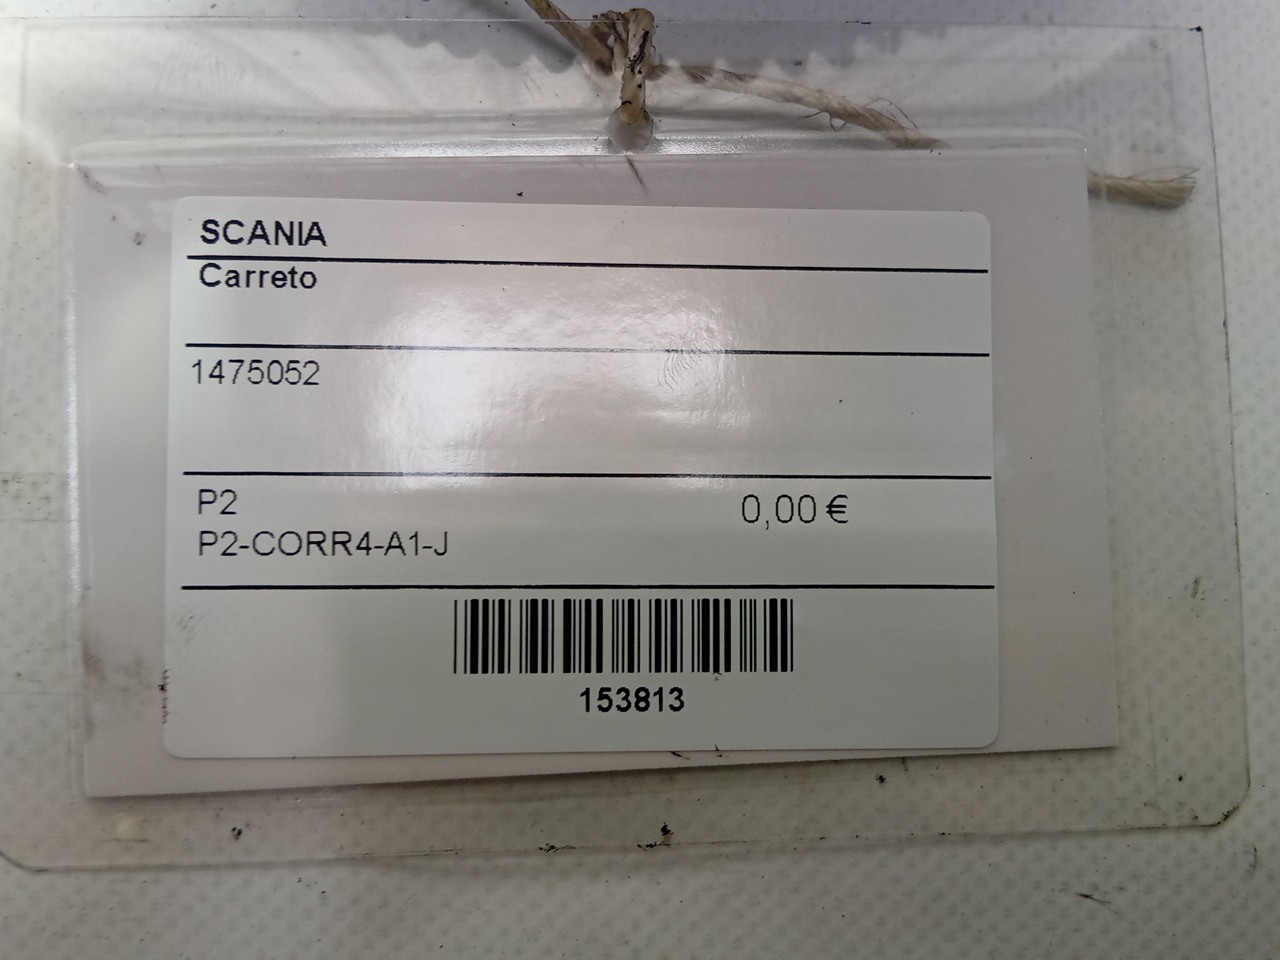 SCANIA
Carreto
1475052
P2
0,00 €
P2-CORR4-A1-J
153813